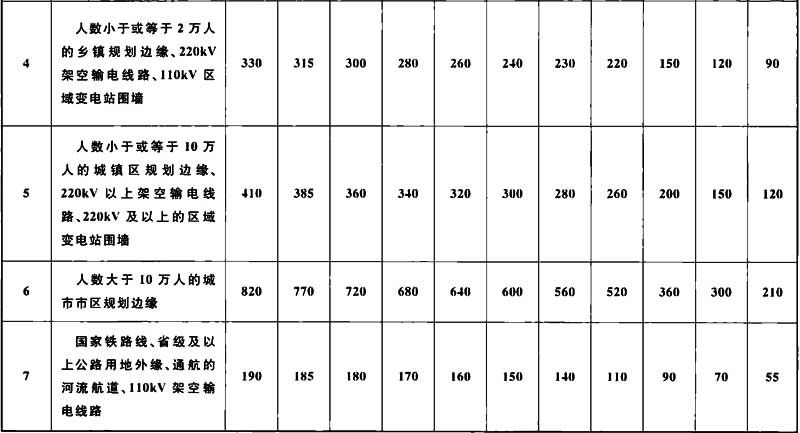 人数小于或等于 2 万人
的乡镇规划边缘、220kV
架空输电线路、110kV 区
域变电站围墙
4 330 315 300 280 260 240 230 220 150 120 90
人数小于或等于 10 万
人的城镇区规划边缘、
220kV 以上架空输电线
路、220kV 及以上的区域
变电站围墙
5 410 385 360 340 320 300 280 260 200 150 120
人数大于 10 万人的城
市市区规划边缘
6 820 770 720 680 640 600 560 520 360 300 210
国家铁路线、省级及以
上公路用地外缘、通航的
河流航道、110kV 架空输
电线路
7 190 185 180 170 160 150 140 110 90 70 55